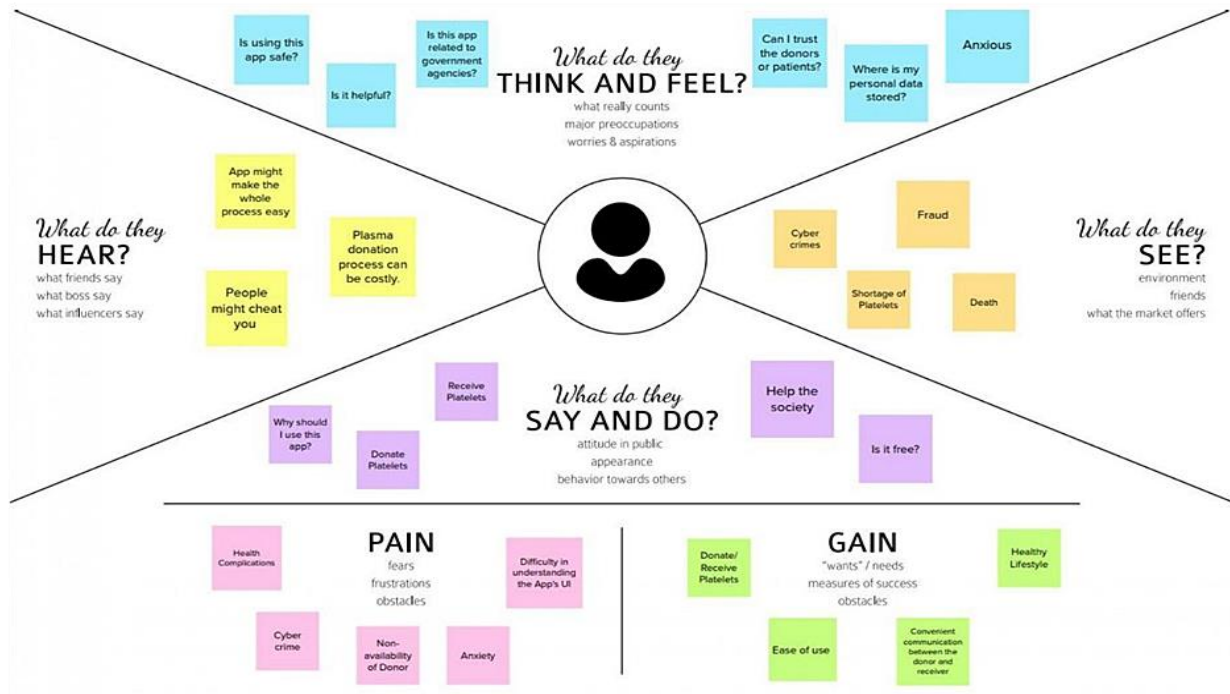 Is using this
app safe?
Is it helpful?
Is this app
related to
government
agencies?
What do they
THINK AND FEEL?
what really counts
major preoccupations
worries & aspirations
Can I trust
the donors
or patients?
Where is my
personal data
stored?
Anxious
What do they
HEAR?
what friends say
what boss say
what influencers say
App might
make the
whole
process easy
Plasma
donation
process can
be costly.
People
might cheat
you
Cyber
crimes
Fraud
Shortage of
Platelets
Death
What do they
SEE?
environment
friends
what the market offers
Why should
I use this
app?
Donate
Platelets
Receive
Platelets
What do they
SAY AND DO?
attitude in public
appearance
behavior towards others
Help the
society
Is it free?
Health
Complications
PAIN
fears
frustrations
obstacles
Difficulty in
understanding
the App's UI
Cyber
crime
Non-
availability
of Donor
Anxiety
Donate/
Receive
Platelets
GAIN
"wants" / needs
measures of success
obstacles
Healthy
Lifestyle
Ease of use
Convenient
communication
between the
donor and
receiver